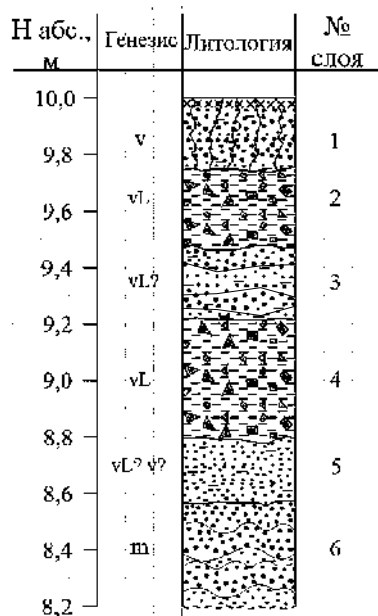 Н абс., м Генезис Литология № слоя
10,0
v 1
9,8
vL 2
9,6
9,4
vL? 3
9,2
9,0 vL 4
8,8
vL? v? 5
8,6
8,4 m 6
8,2